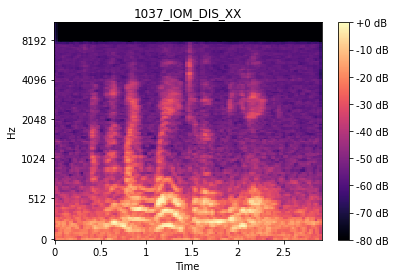 1037_IOM_DIS_XX
+0 dB
8192
-10 dB
4096
-20 dB
-30 dB
2048
Hz
-40 dB
1024
-50 dB
512
-60 dB
-70 dB
0
-80 dB
0 0.5 1 1.5 2 2.5
Time